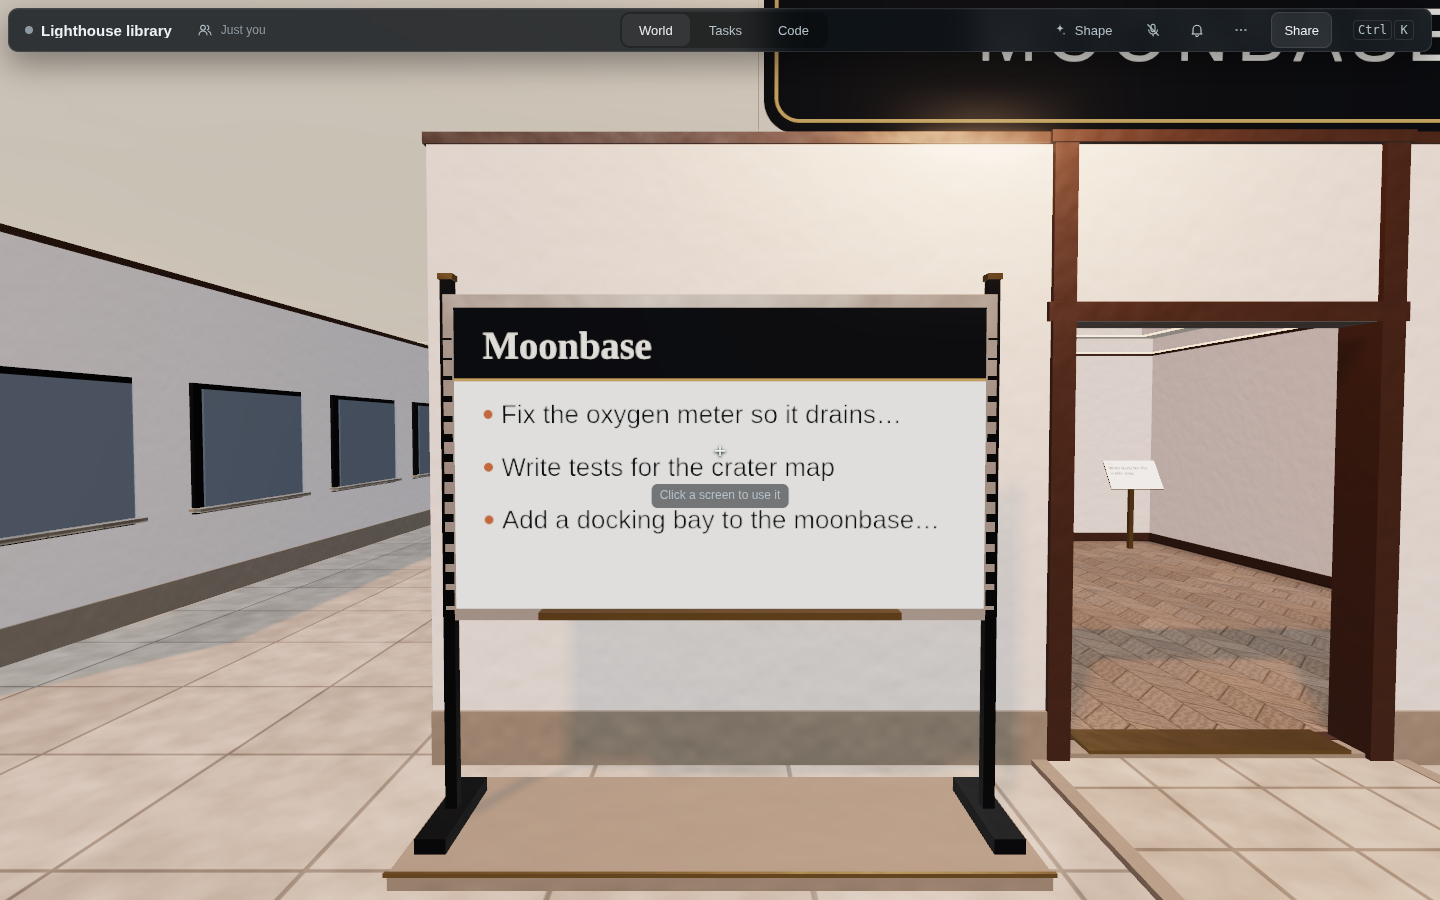 Lighthouse library
Just you
World
Tasks
Code
Shape
Share
Ctrl K
Moonbase
Fix the oxygen meter so it drains…
Write tests for the crater map
Click a screen to use it
Add a docking bay to the moonbase…